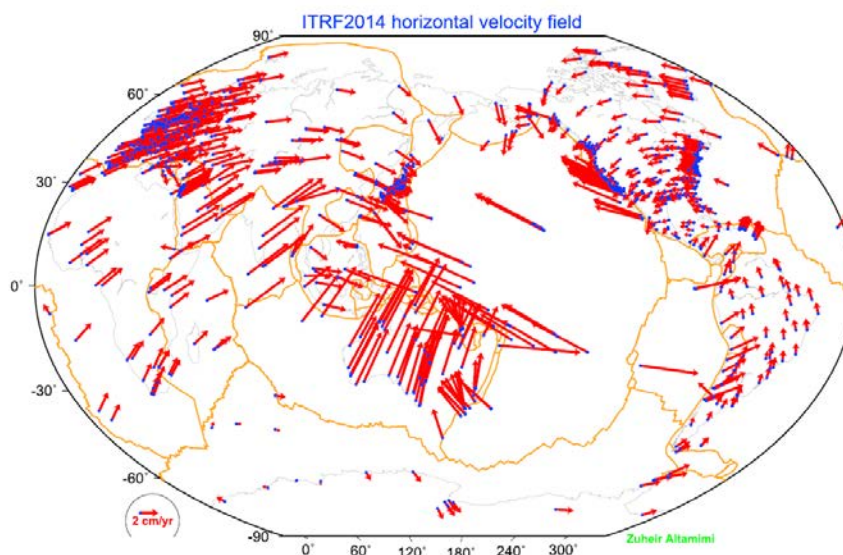 ITRF2014 horizontal velocity field
90˚
60˚
30˚
0˚
-30˚
-60˚
-90˚
2 cm/yr
0˚ 60˚ 120˚ 180˚ 240˚ 300˚
Zuheir Altamimi